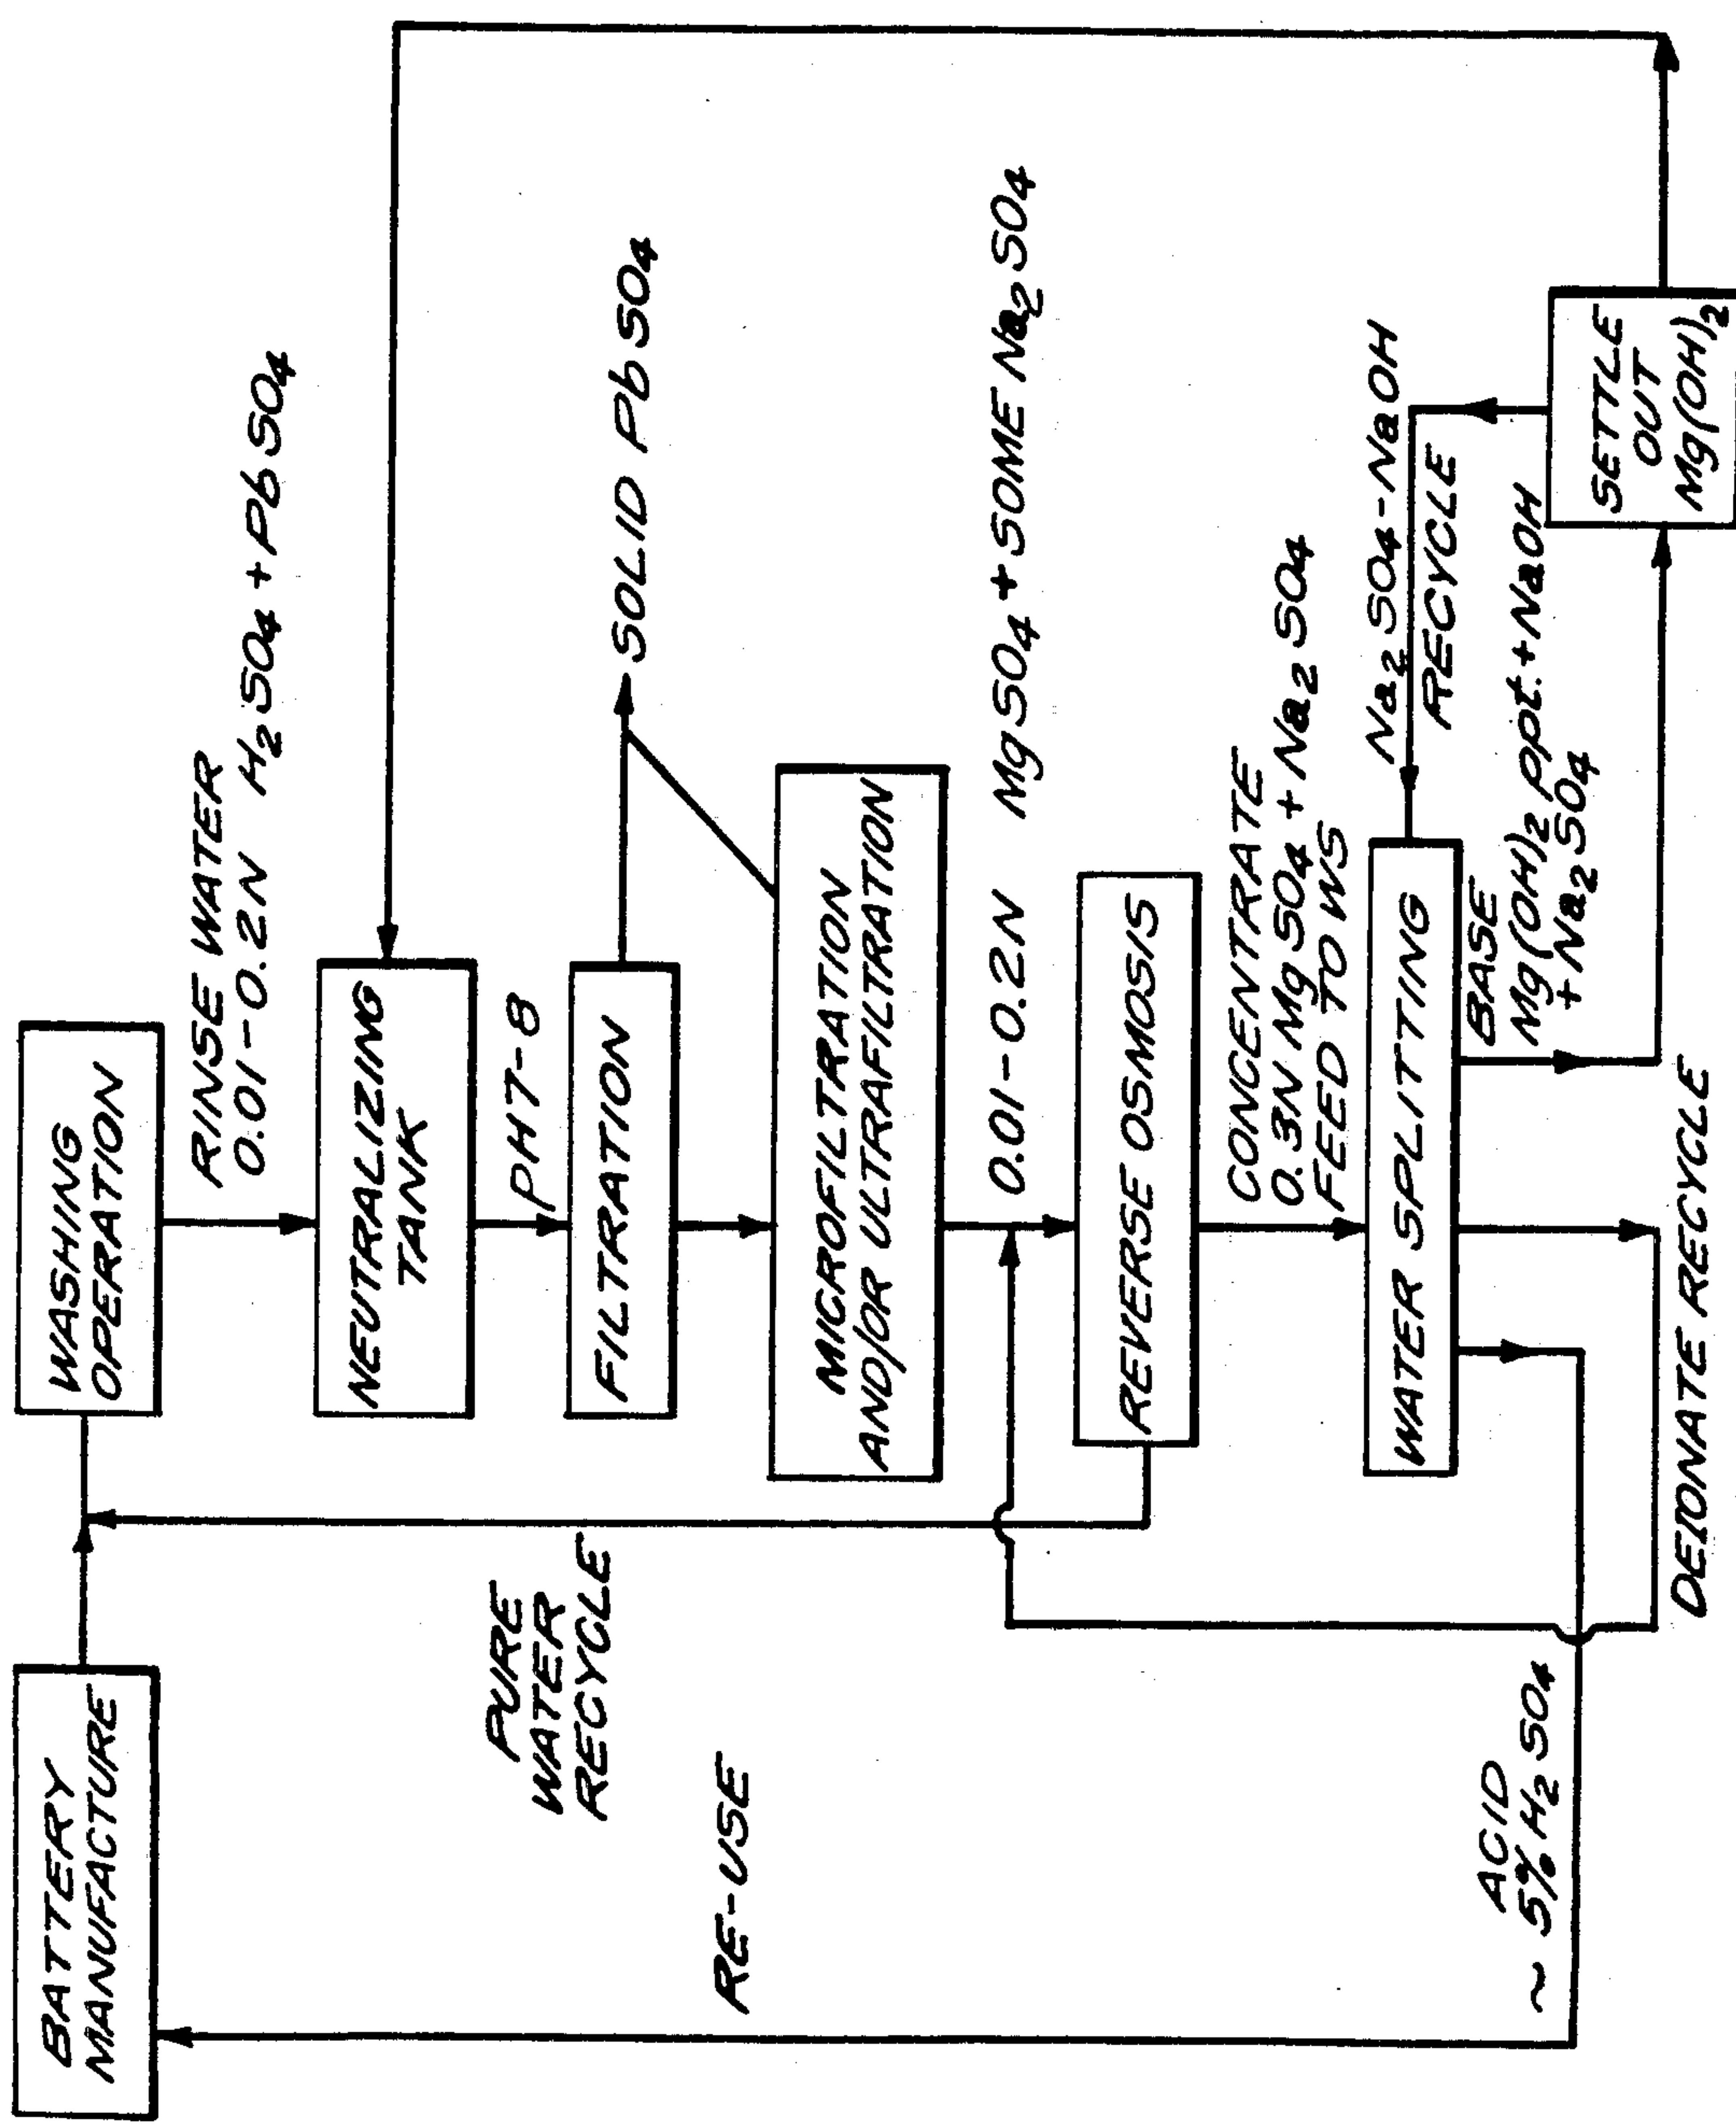 BATTERY
MANUFACTURE
WASHING
OPERATION
RINSE WATER
0.01-0.2N H2SO4 + PbSO4
NEUTRALIZING
TANK
PH7-8
FILTRATION
SOLID PbSO4
PURE
WATER
RECYCLE
MICROFILTRATION
AND/OR ULTRAFILTRATION
RE-USE
0.01-0.2N MgSO4 + SOME Na2SO4
REVERSE OSMOSIS
CONCENTRATE
0.3N MgSO4 + Na2SO4
FEED TO WS
Na2SO4-NaOH
RECYCLE
WATER SPLITTING
BASE
Mg(OH)2 ppt. + NaOH
+ Na2SO4
SETTLE
OUT
Mg(OH)2
ACID
~ 5% H2SO4
DEIONATE RECYCLE